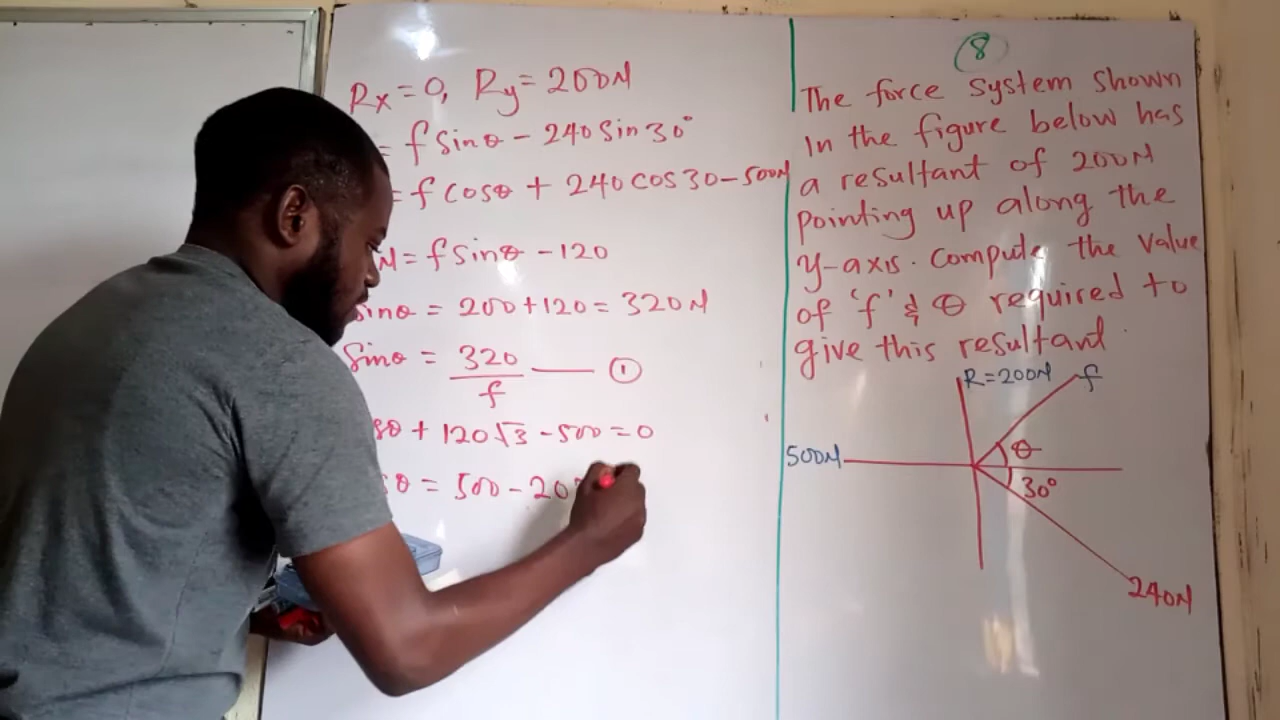 Rx = 0, Ry = 200N
= f sinθ - 240 sin 30°
= f cosθ + 240 cos 30 - 500N
N = f sinθ - 120
sinθ = 200 + 120 = 320N
sinθ = 320/f ① 
sθ + 120√3 - 500 = 0
θ = 500 - 20
⑧
The force system shown
In the figure below has
a resultant of 200N
pointing up along the
y-axis. compute the value
of 'f' & θ required to
give this resultant.
R=200N
f
500N
θ
30°
240N